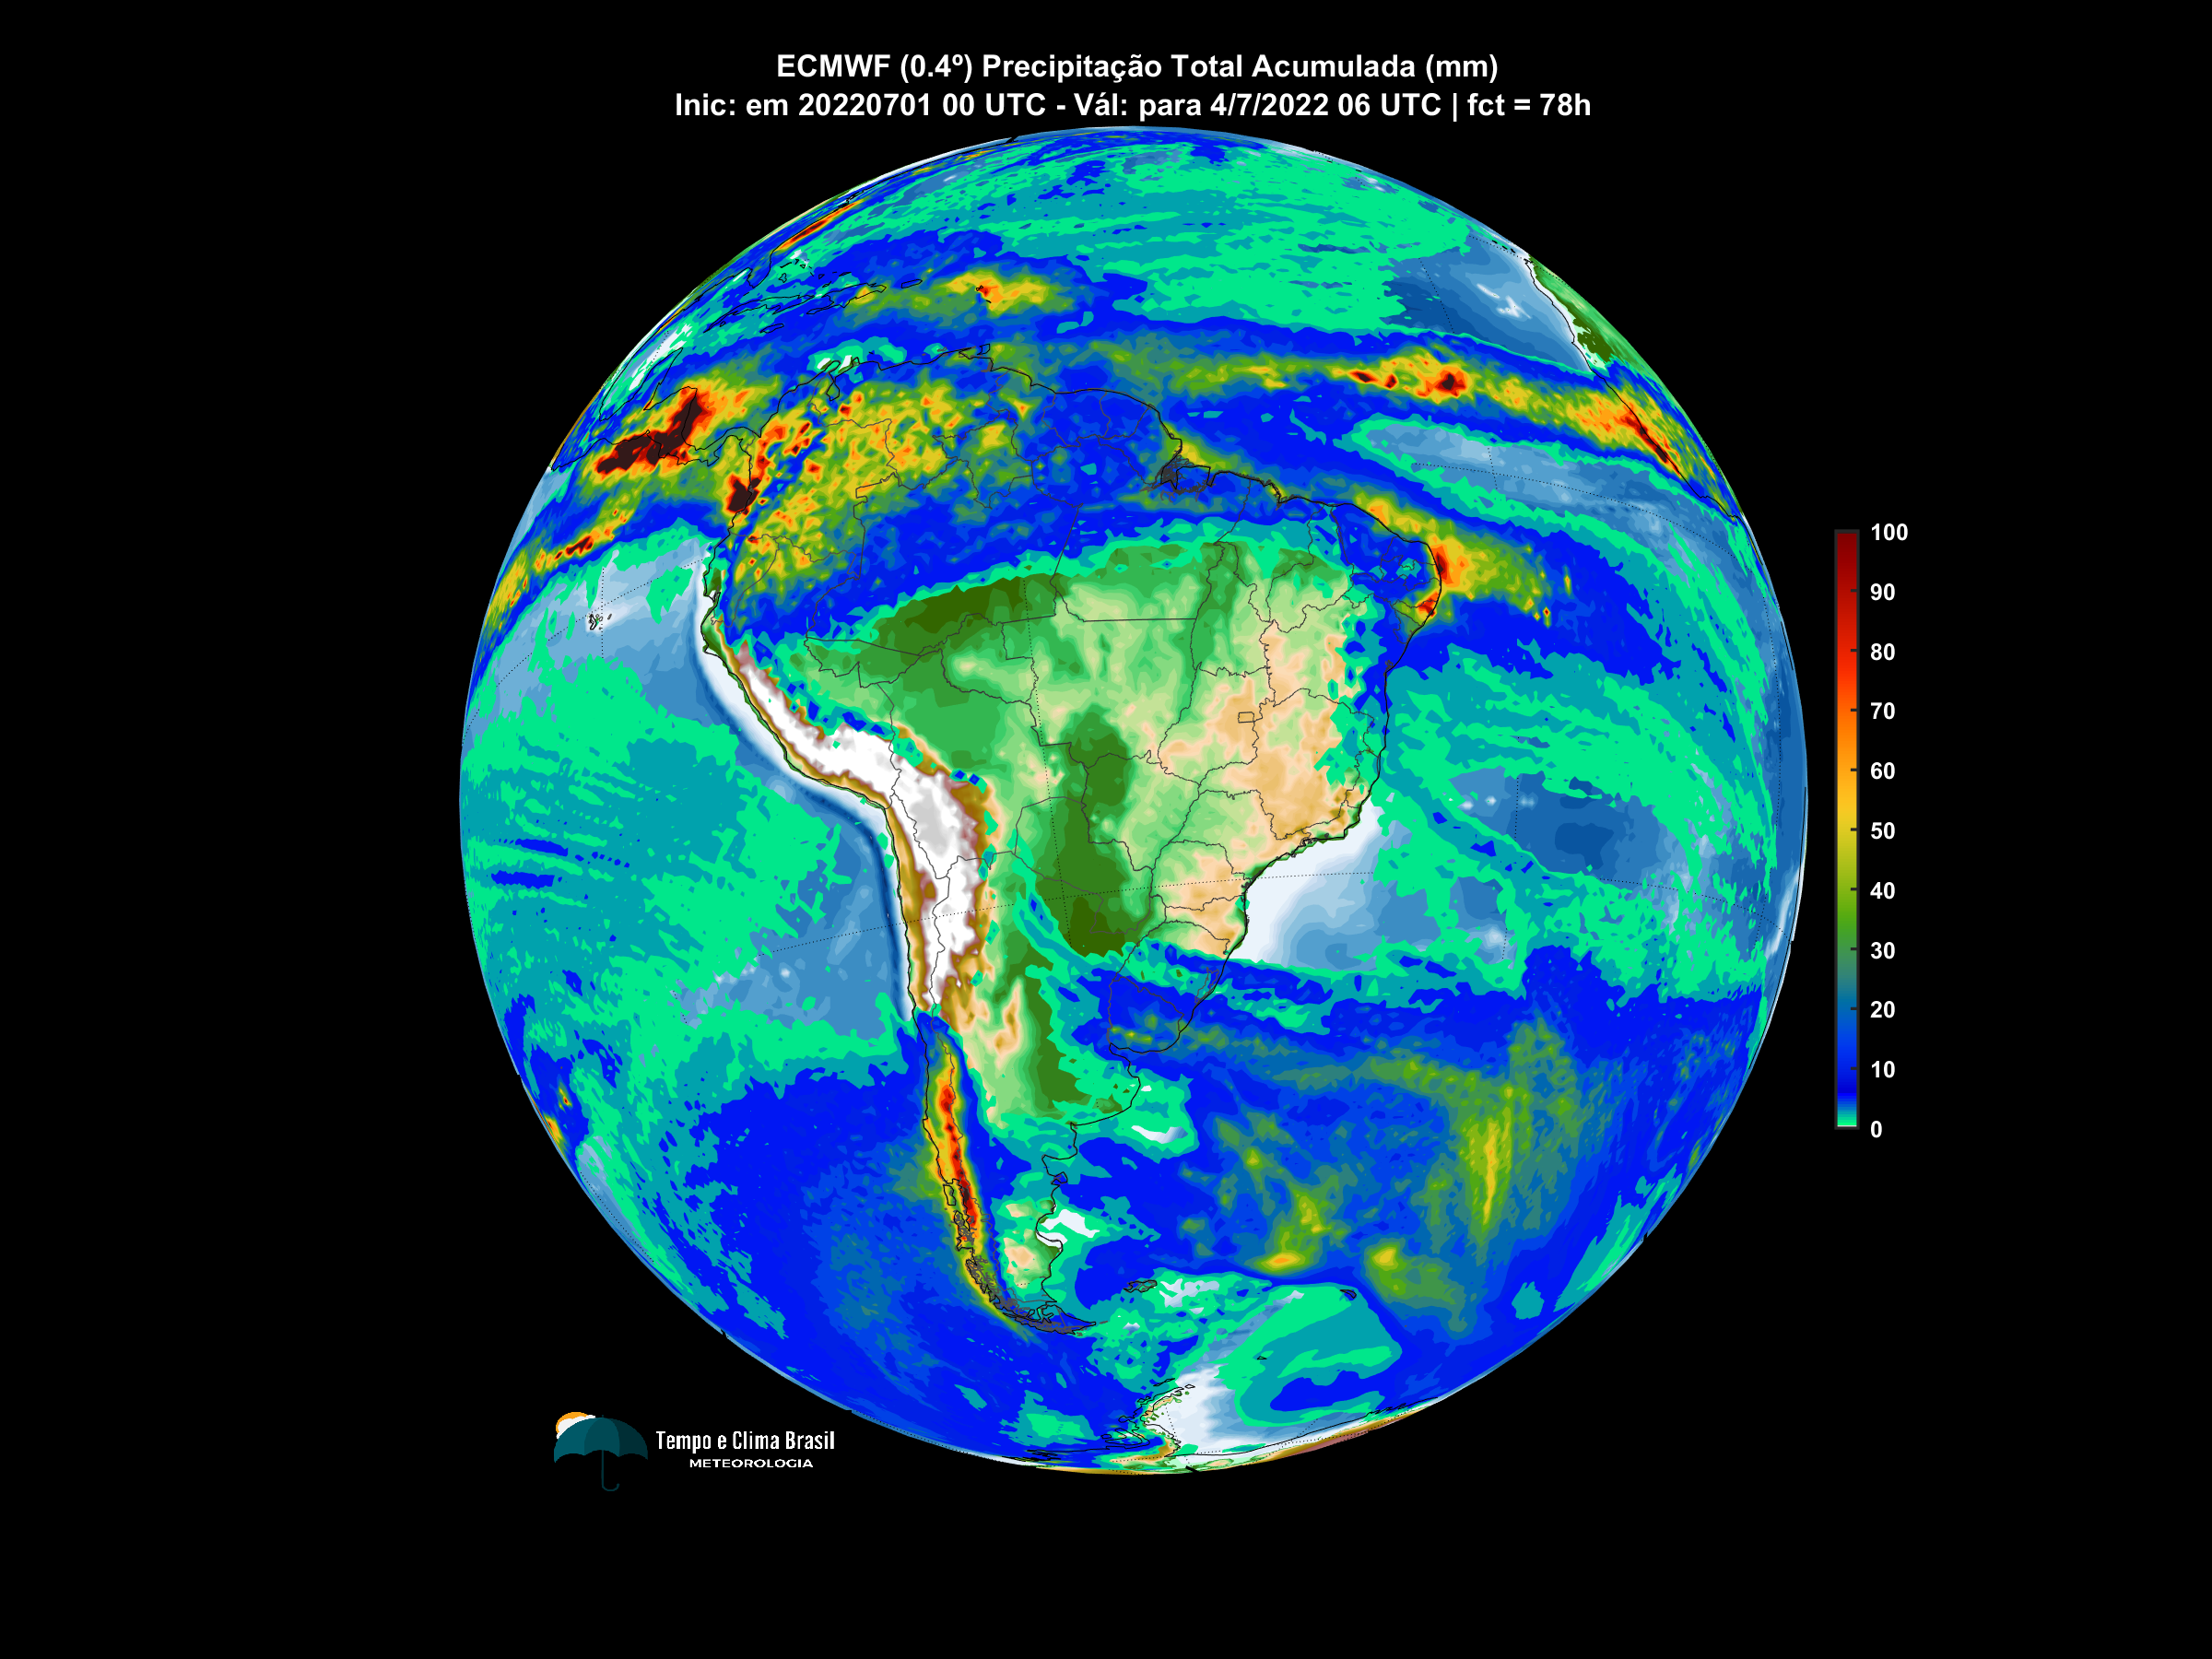 ECMWF (0.4º) Precipitação Total Acumulada (mm)
Inic: em 20220701 00 UTC - Vál: para 4/7/2022 06 UTC | fct = 78h
100
90
80
70
60
50
40
30
20
10
0
Tempo e Clima Brasil
METEOROLOGIA